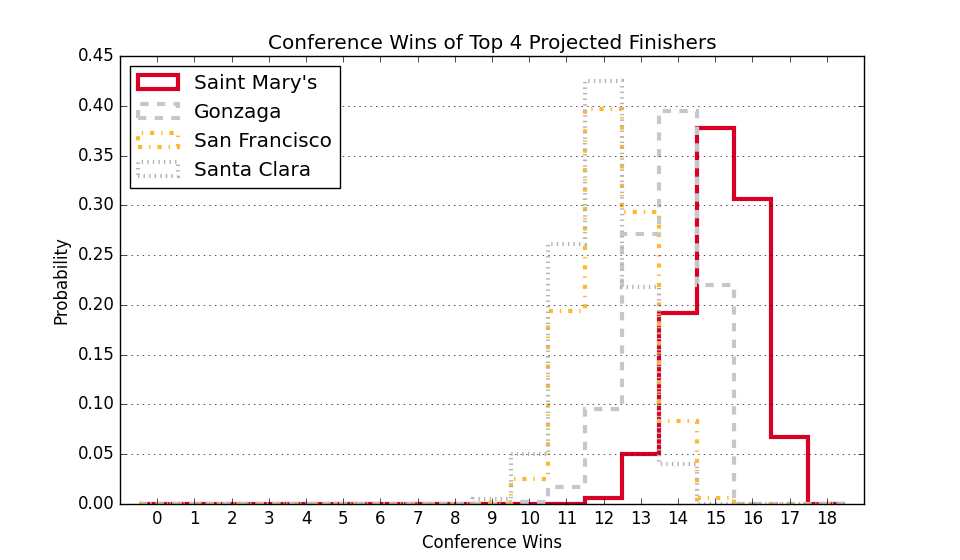 Conference Wins of Top 4 Projected Finishers
0.45
0.40
0.35
0.30
0.25
0.20
0.15
0.10
0.05
0.00
Probability
Saint Mary's
Gonzaga
San Francisco
Santa Clara
0 1 2 3 4 5 6 7 8 9 10 11 12 13 14 15 16 17 18
Conference Wins